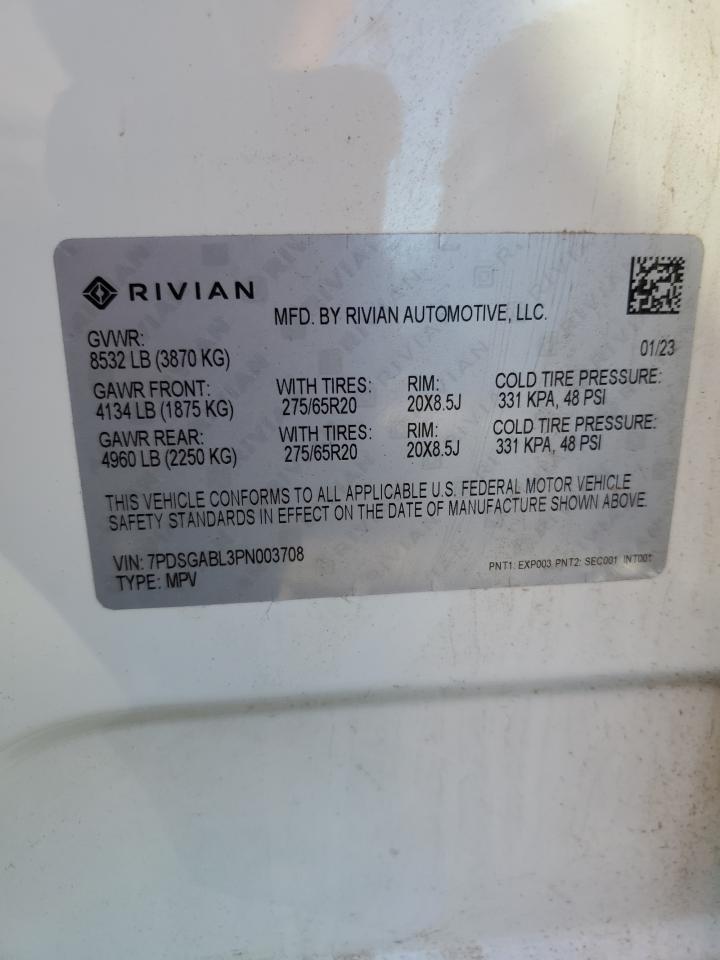 RIVIAN
MFD. BY RIVIAN AUTOMOTIVE, LLC.
GVWR:
8532 LB (3870 KG)
01/23
GAWR FRONT: WITH TIRES: RIM: COLD TIRE PRESSURE:
4134 LB (1875 KG) 275/65R20 20X8.5J 331 KPA, 48 PSI
GAWR REAR: WITH TIRES: RIM: COLD TIRE PRESSURE:
4960 LB (2250 KG) 275/65R20 20X8.5J 331 KPA, 48 PSI
THIS VEHICLE CONFORMS TO ALL APPLICABLE U.S. FEDERAL MOTOR VEHICLE
SAFETY STANDARDS IN EFFECT ON THE DATE OF MANUFACTURE SHOWN ABOVE.
VIN: 7PDSGABL3PN003708
TYPE: MPV
PNT1: EXP003 PNT2: SEC001 INT001